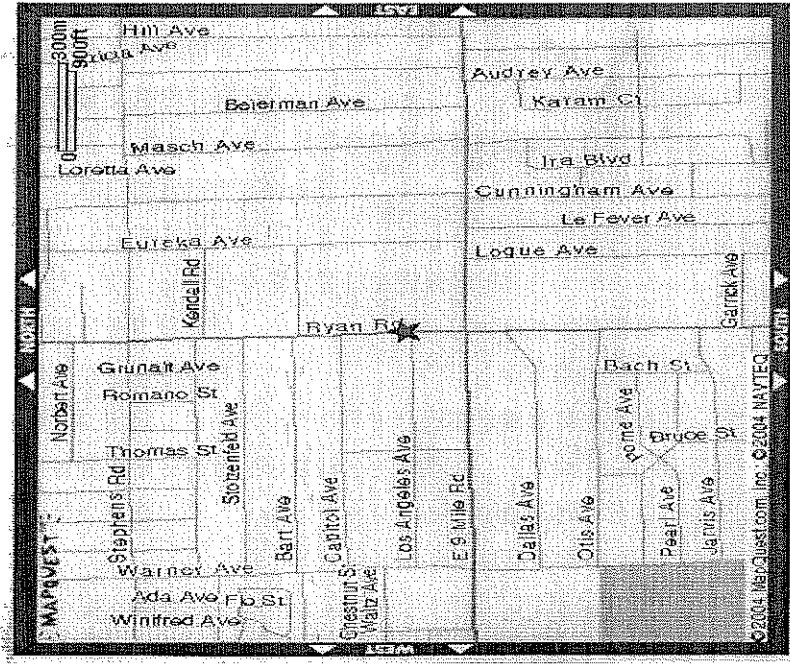 EAST
Hill Ave
300m
900ft
0
Audrey Ave
Karam Ct
Beierman Ave
Masch Ave
Loretta Ave
Ira Blvd
Cunningham Ave
Le Fever Ave
Eureka Ave
Logue Ave
Kendall Rd
Garrick Ave
NORTH
SOUTH
Ryan Rd
Norbert Ave
Grunalt Ave
Romano St
Thomas St
Stephens Rd
Stolzenfeld Ave
Bart Ave
Capitol Ave
Los Angeles Ave
E 9 Mile Rd
Dallas Ave
Otis Ave
Bach St
Rome Ave
Bruce St
Pearl Ave
Jarvis Ave
MAPQUEST
Warner Ave
Ada Ave
Flo St
Winifred Ave
Chestnut S
Waltz Ave
WEST
©2004 MapQuest.com, Inc. ©2004 NAVTEQ